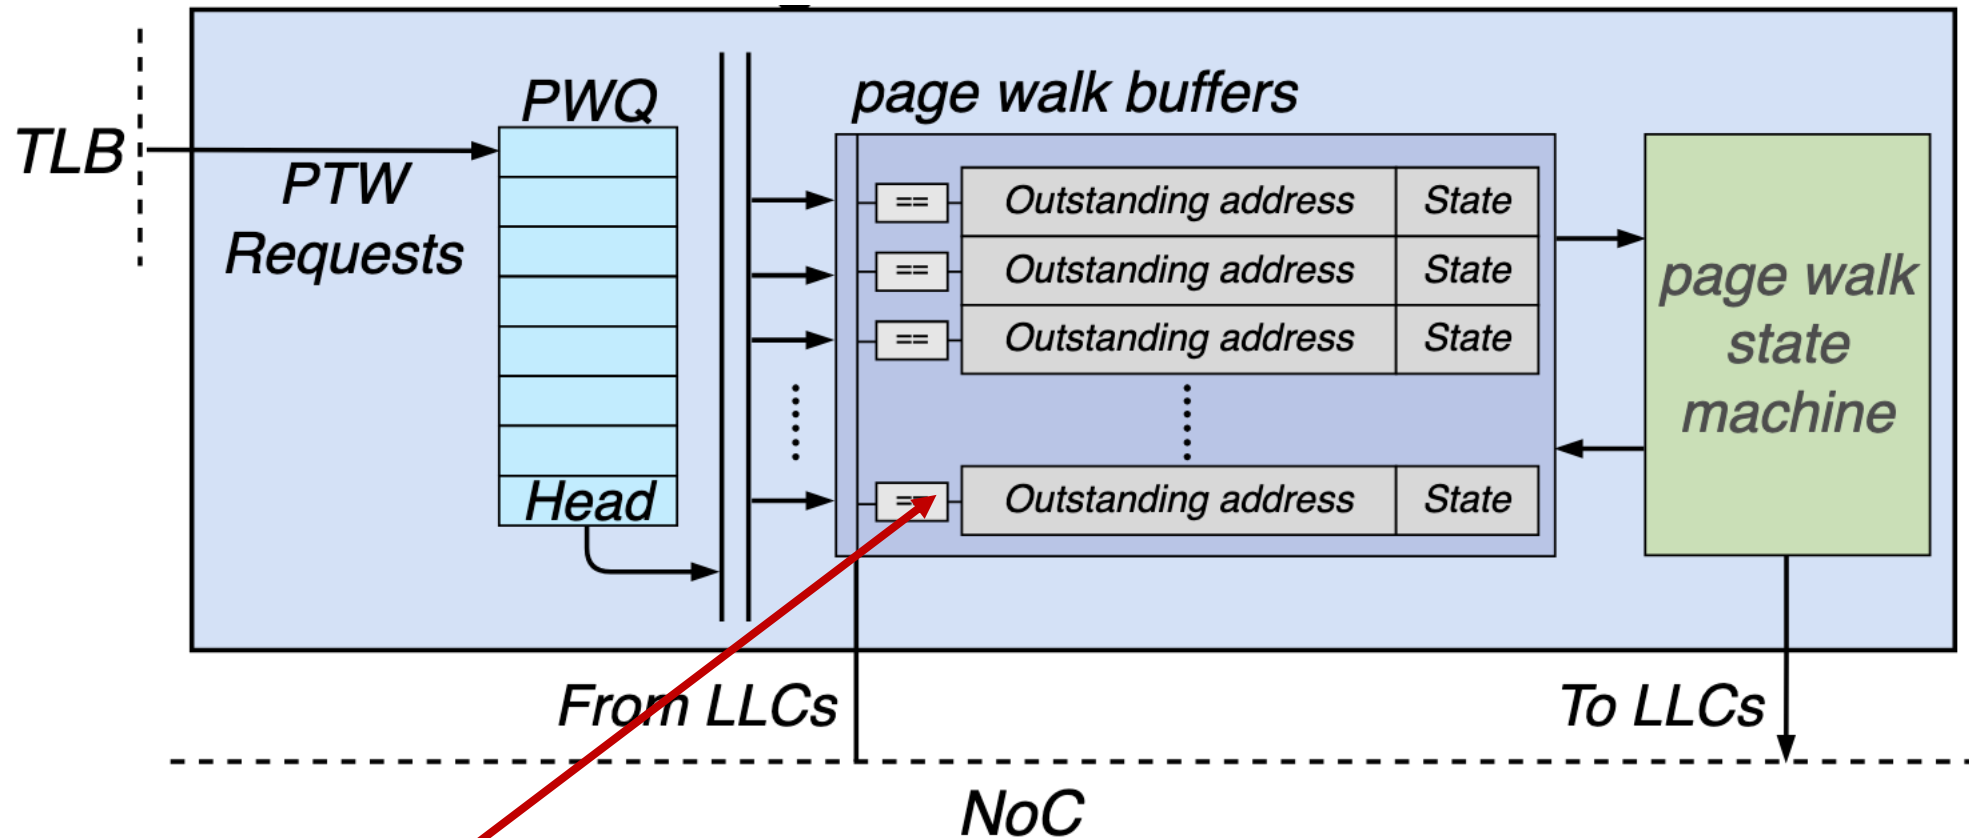 TLB
PTW
Requests
PWQ
Head
page walk buffers
== Outstanding address State
== Outstanding address State
== Outstanding address State
== Outstanding address State
page walk
state
machine
From LLCs
To LLCs
NoC